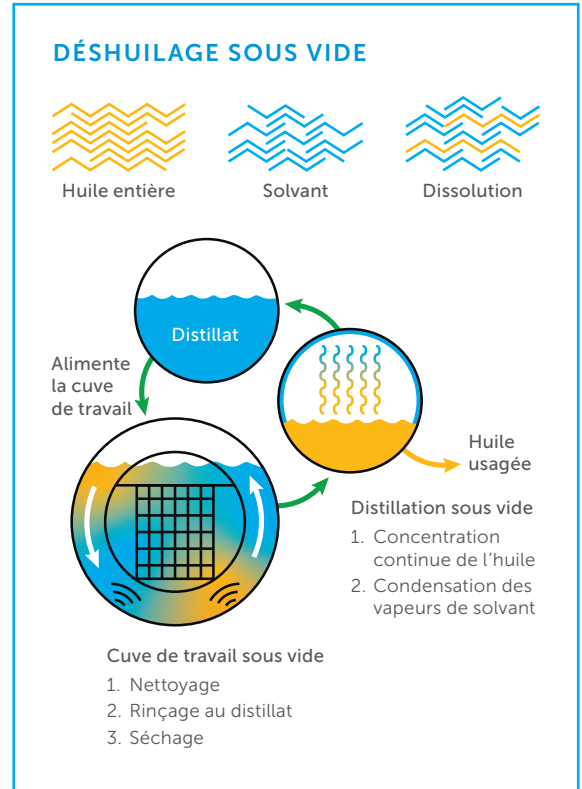 DÉSHUILAGE SOUS VIDE
Huile entière
Solvant
Dissolution
Distillat
Alimente
la cuve
de travail
Huile
usagée
Distillation sous vide
1. Concentration
continue de l'huile
2. Condensation des
vapeurs de solvant
Cuve de travail sous vide
1. Nettoyage
2. Rinçage au distillat
3. Séchage